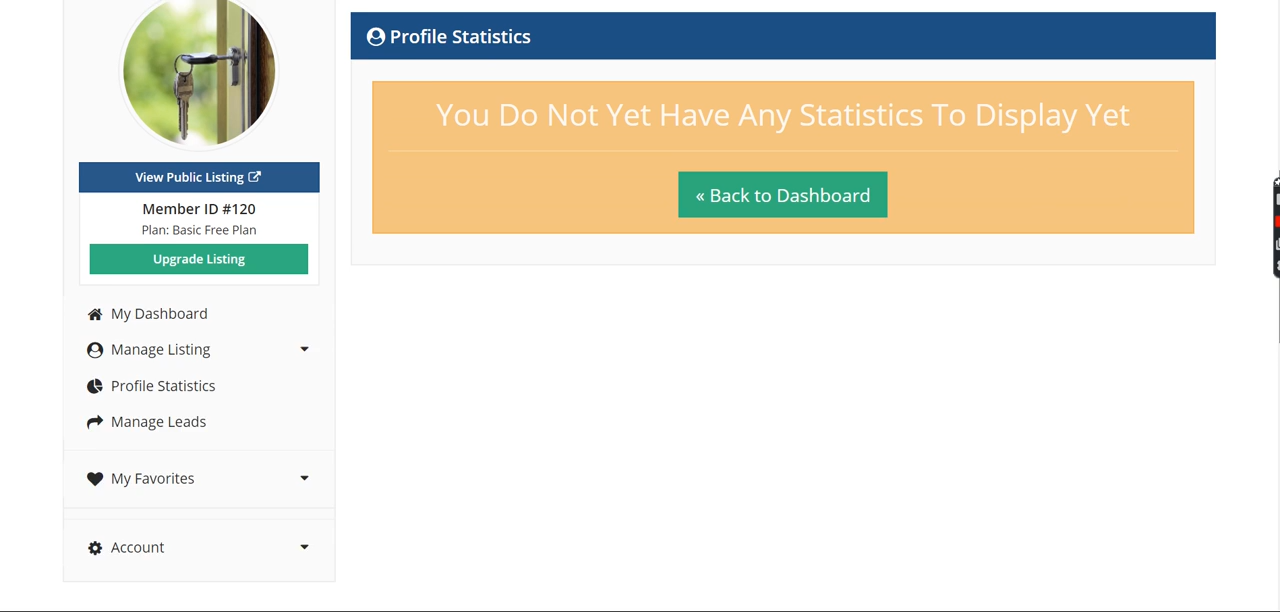 View Public Listing
Member ID #120
Plan: Basic Free Plan
Upgrade Listing
My Dashboard
Manage Listing
Profile Statistics
Manage Leads
My Favorites
Account
Profile Statistics
You Do Not Yet Have Any Statistics To Display Yet
« Back to Dashboard